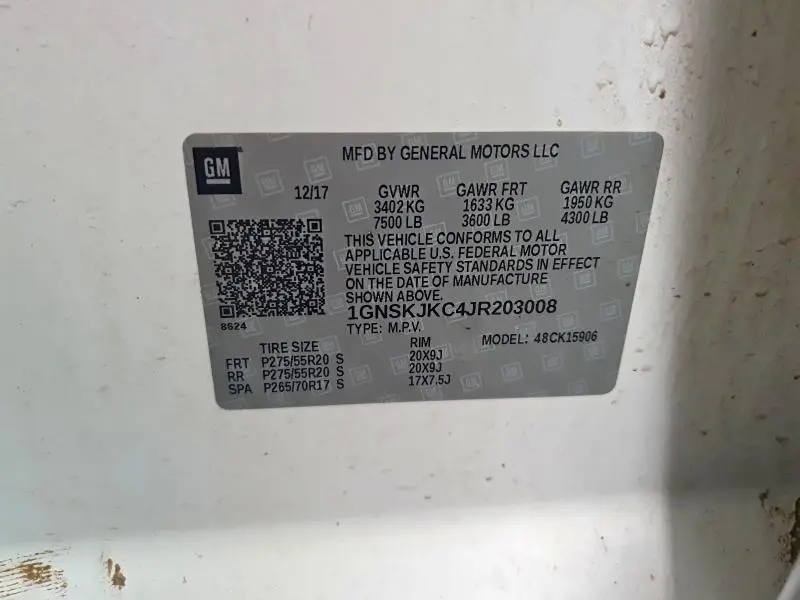 GM
MFD BY GENERAL MOTORS LLC
12/17 GVWR GAWR FRT GAWR RR
3402 KG 1633 KG 1950 KG
7500 LB 3600 LB 4300 LB
THIS VEHICLE CONFORMS TO ALL
APPLICABLE U.S. FEDERAL MOTOR
VEHICLE SAFETY STANDARDS IN EFFECT
ON THE DATE OF MANUFACTURE
SHOWN ABOVE.
1GNSKJKC4JR203008
8624
TYPE: M.P.V. MODEL: 48CK15906
TIRE SIZE RIM
FRT P275/55R20 S 20X9J
RR P275/55R20 S 20X9J
SPA P265/70R17 S 17X7.5J